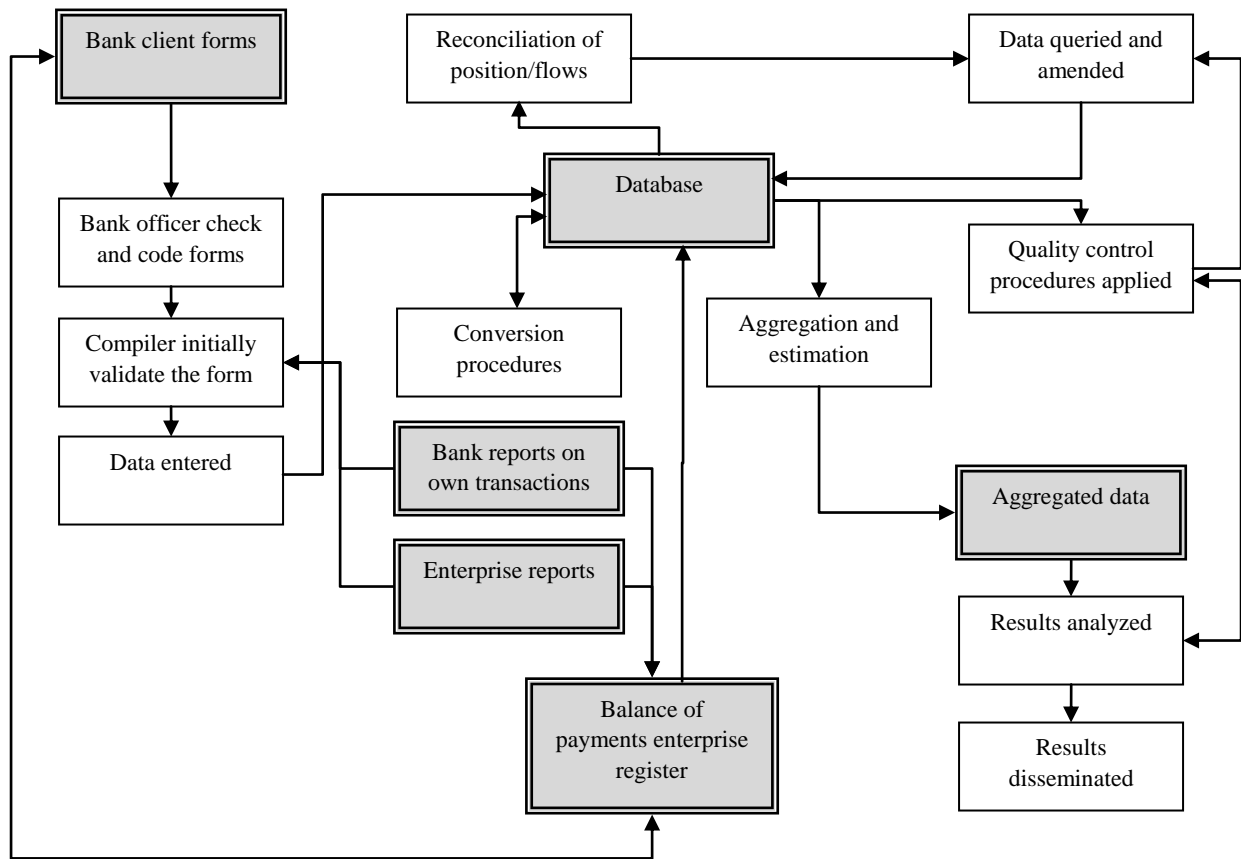 Bank client forms
Reconciliation of
position/flows
Data queried and
amended
Database
Bank officer check
and code forms
Quality control
procedures applied
Conversion
procedures
Aggregation and
estimation
Compiler initially
validate the form
Data entered
Bank reports on
own transactions
Aggregated data
Enterprise reports
Results analyzed
Balance of
payments enterprise
register
Results
disseminated